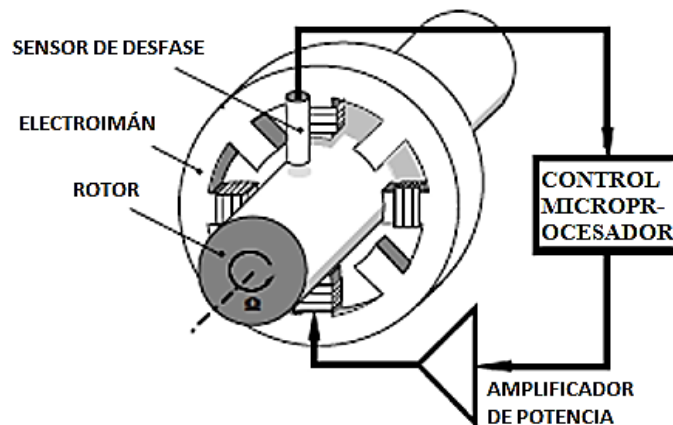 SENSOR DE DESFASE
ELECTROIMÁN
ROTOR
Ω
CONTROL
MICROPR-
OCESADOR
AMPLIFICADOR
DE POTENCIA